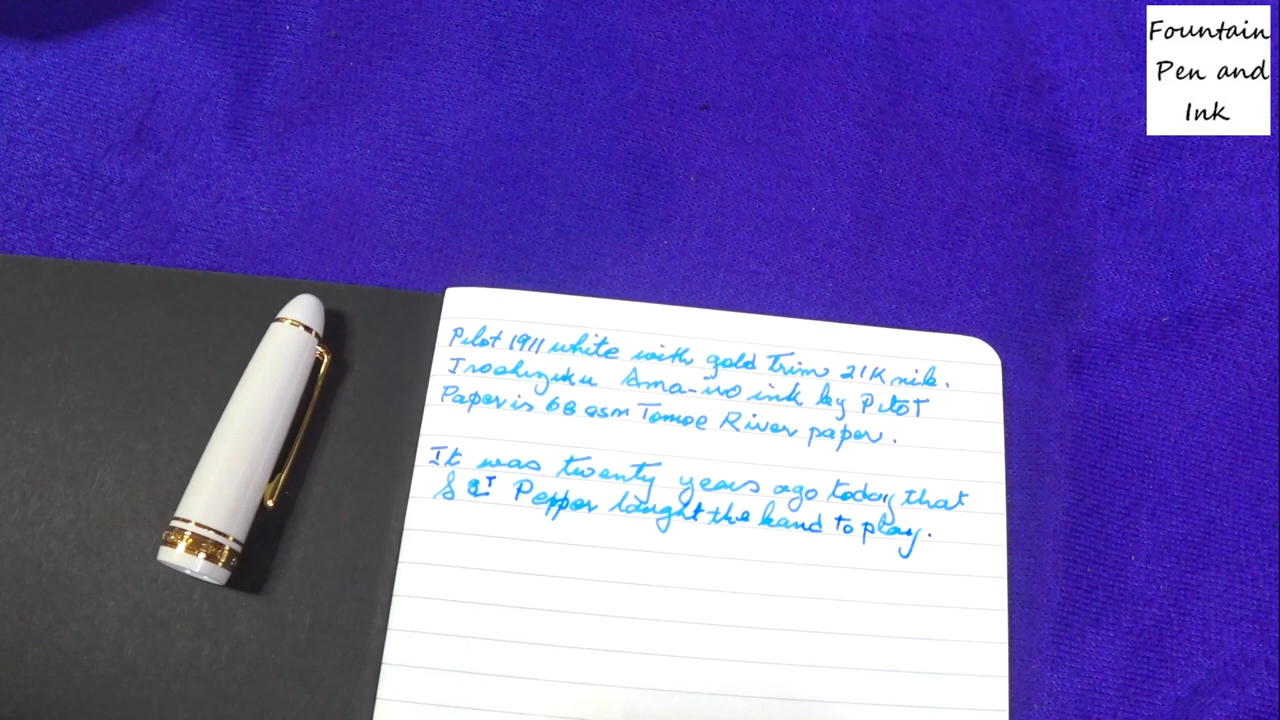 Fountain
Pen and
Ink
Pilot 1911 white with gold Trim 21K nib.
Iroshizuku Ama-iro ink by Pilot
Paper is 68 gsm Tomoe River paper.
It was twenty years ago today that
Sgt Pepper taught the band to play.